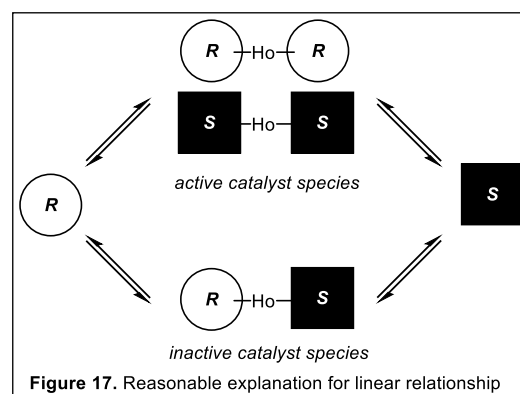 R Ho R
S Ho S
active catalyst species
R
S
R Ho S
inactive catalyst species
Figure 17. Reasonable explanation for linear relationship